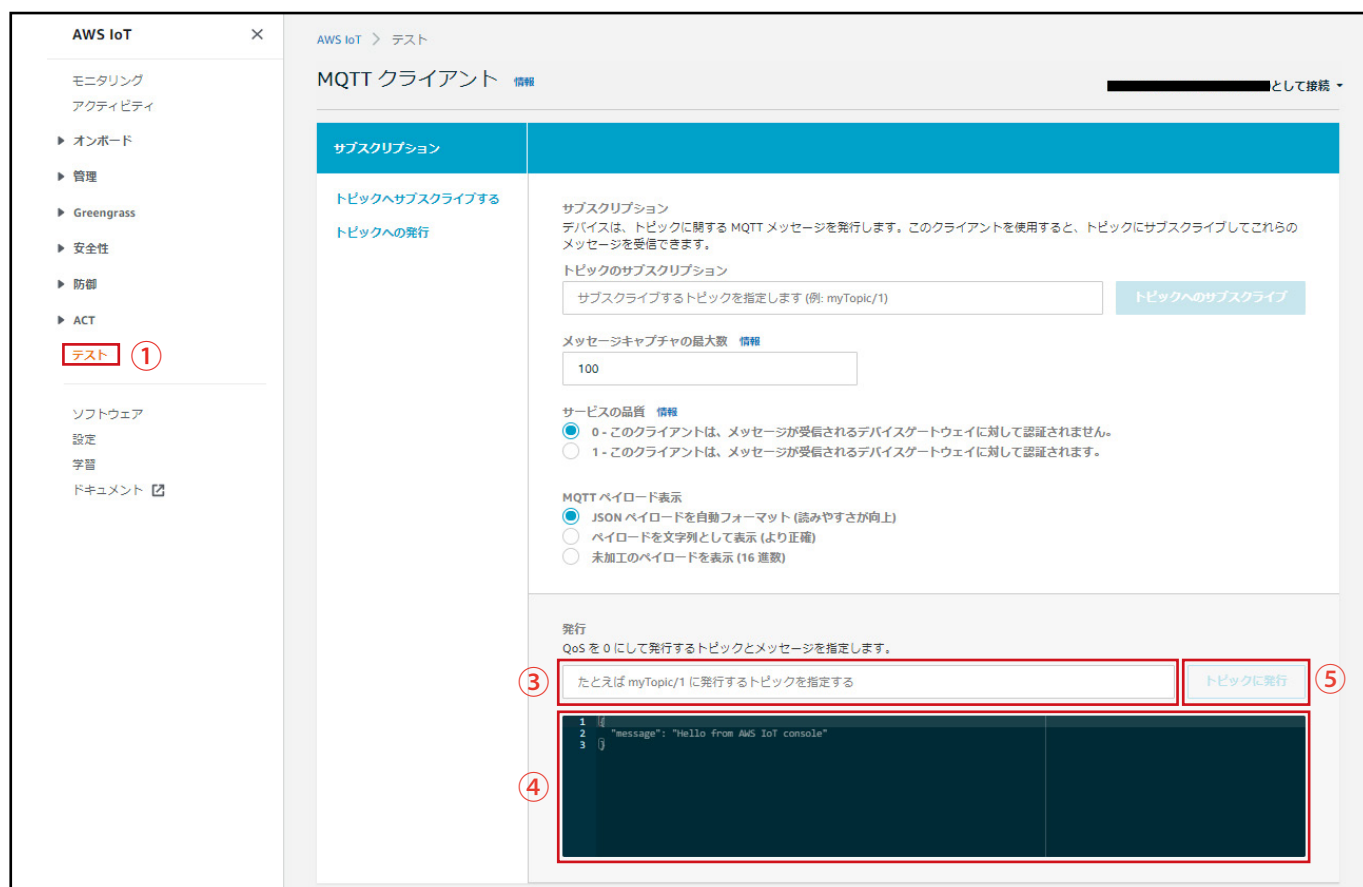 AWS IoT
モニタリング
アクティビティ
オンボード
管理
Greengrass
安全性
防御
ACT
テスト ①
ソフトウェア
設定
学習
ドキュメント
AWS IoT > テスト
MQTT クライアント 情報
として接続
サブスクリプション
トピックへサブスクライブする
トピックへの発行
サブスクリプション
デバイスは、トピックに関する MQTT メッセージを発行します。このクライアントを使用すると、トピックにサブスクライブしてこれらの
メッセージを受信できます。
トピックのサブスクリプション
サブスクライブするトピックを指定します (例: myTopic/1) トピックへのサブスクライブ
メッセージキャプチャの最大数 情報
100
サービスの品質 情報
0 - このクライアントは、メッセージが受信されるデバイスゲートウェイに対して認証されません。
1 - このクライアントは、メッセージが受信されるデバイスゲートウェイに対して認証されます。
MQTT ペイロード表示
JSON ペイロードを自動フォーマット (読みやすさが向上)
ペイロードを文字列として表示 (より正確)
未加工のペイロードを表示 (16 進数)
発行
QoS を 0 にして発行するトピックとメッセージを指定します。
③ たとえば myTopic/1 に発行するトピックを指定する トピックに発行 ⑤
④
1 {
2 "message": "Hello from AWS IoT console"
3 }